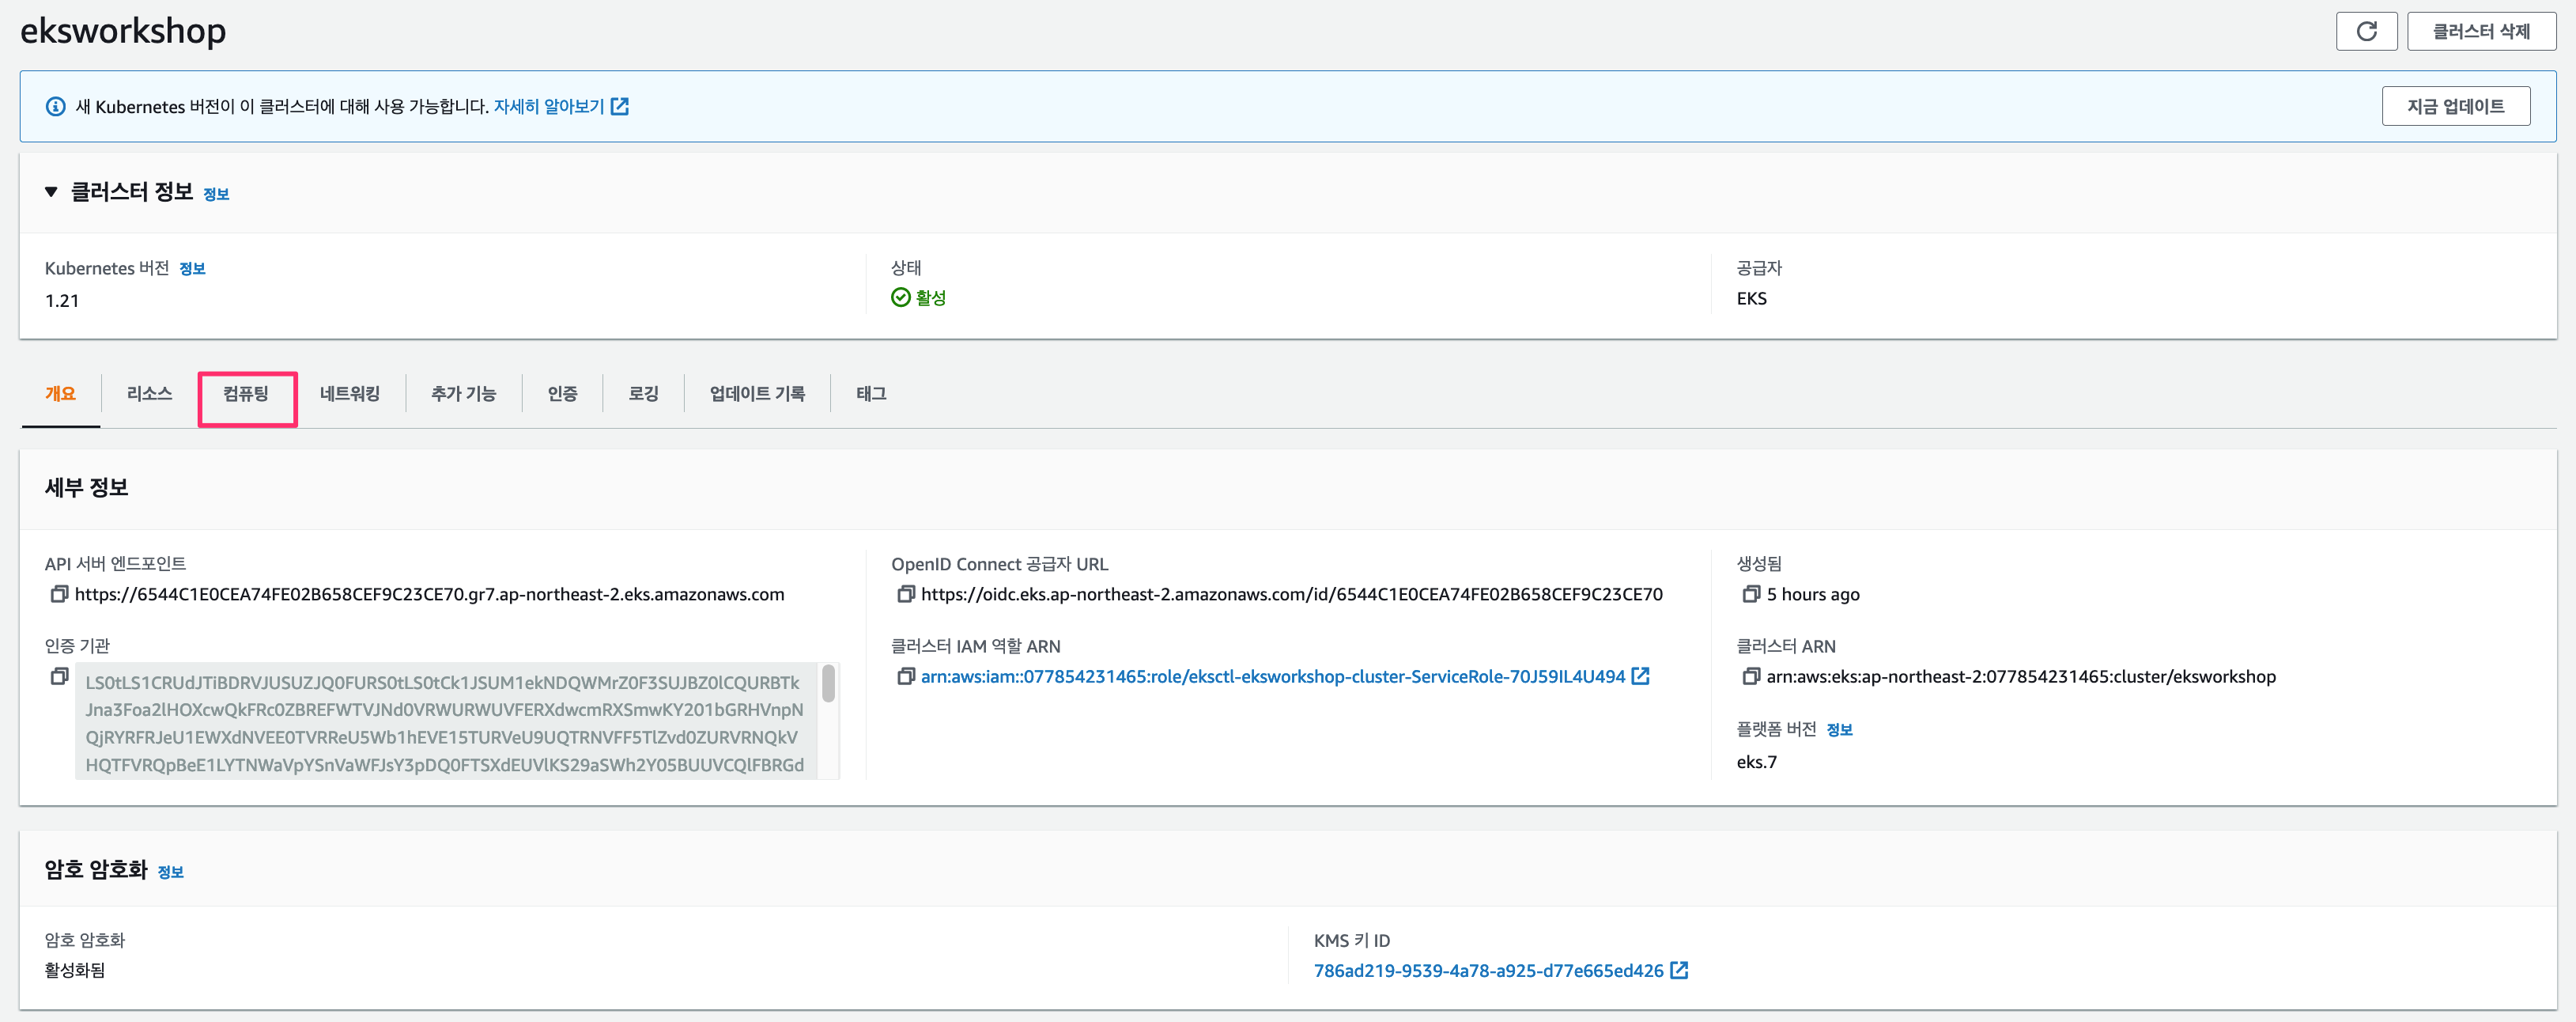 eksworkshop
클러스터 삭제
새 Kubernetes 버전이 이 클러스터에 대해 사용 가능합니다. 자세히 알아보기
지금 업데이트
클러스터 정보 정보
Kubernetes 버전 정보
1.21
상태
활성
공급자
EKS
개요 리소스 컴퓨팅 네트워킹 추가 기능 인증 로깅 업데이트 기록 태그
세부 정보
API 서버 엔드포인트
https://6544C1E0CEA74FE02B658CEF9C23CE70.gr7.ap-northeast-2.eks.amazonaws.com
인증 기관
LS0tLS1CRUdJTiBDRVJUSUZJQ0FURS0tLS0tCk1JSUM1ekNDQWMrZ0F3SUJBZ0lCQURBTk
Jna3Foa2lHOXcwQkFRc0ZBREFWTVJNd0VRWURWUVFERXdwcmRXSmwKY201bGRHVnpN
QjRYRFRJeU1EWXdNVEE0TVRReU5Wb1hEVE15TURVeU9UQTRNVFF5TlZvd0ZURVRNQkV
HQTFVRQpBeE1LYTNWaVpYSnVaWFJsY3pDQ0FTSXdEUVlKS29aSWh2Y05BUUVCQlFBRGd
OpenID Connect 공급자 URL
https://oidc.eks.ap-northeast-2.amazonaws.com/id/6544C1E0CEA74FE02B658CEF9C23CE70
클러스터 IAM 역할 ARN
arn:aws:iam::077854231465:role/eksctl-eksworkshop-cluster-ServiceRole-70J59IL4U494
생성됨
5 hours ago
클러스터 ARN
arn:aws:eks:ap-northeast-2:077854231465:cluster/eksworkshop
플랫폼 버전 정보
eks.7
암호 암호화 정보
암호 암호화
활성화됨
KMS 키 ID
786ad219-9539-4a78-a925-d77e665ed426